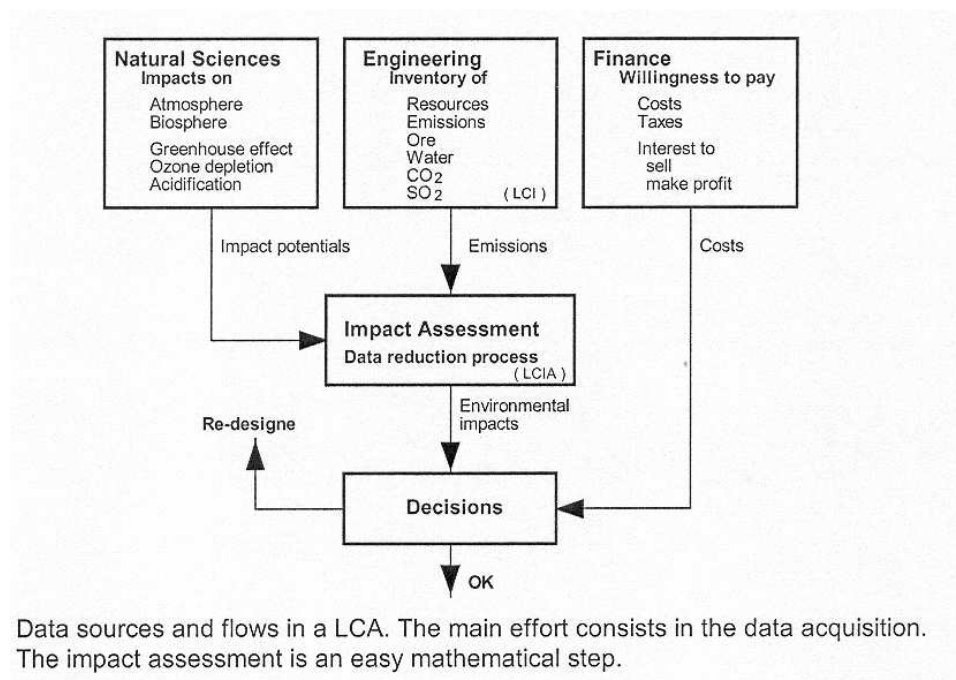 Natural Sciences
Impacts on
Atmosphere
Biosphere
Greenhouse effect
Ozone depletion
Acidification
Engineering
Inventory of
Resources
Emissions
Ore
Water
CO2
SO2 (LCI)
Finance
Willingness to pay
Costs
Taxes
Interest to
sell
make profit
Impact potentials
Emissions
Costs
Impact Assessment
Data reduction process
(LCIA)
Environmental
impacts
Re-designe
Decisions
OK
Data sources and flows in a LCA. The main effort consists in the data acquisition.
The impact assessment is an easy mathematical step.